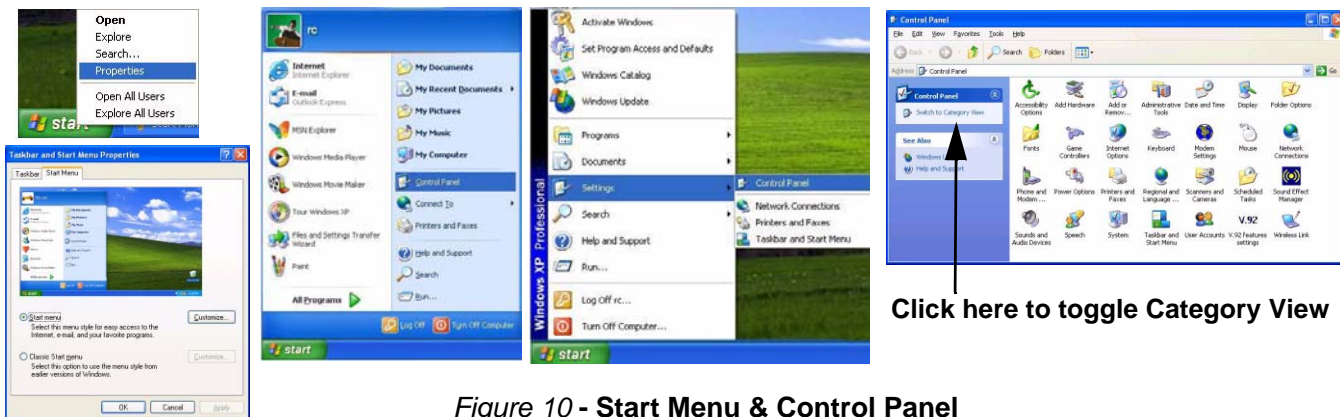 Open
Explore
Search...
Properties
Open All Users
Explore All Users
start
Taskbar and Start Menu Properties
Taskbar
Start Menu
Start menu
Customize...
Select this menu style for easy access to the
Internet, e-mail, and your favorite programs.
Classic Start menu
Customize...
Select this option to use the menu style from
earlier versions of Windows.
OK
Cancel
Apply
rc
Internet
Internet Explorer
E-mail
Outlook Express
MSN Explorer
Windows Media Player
Windows Movie Maker
Tour Windows XP
Files and Settings Transfer
Wizard
Paint
All Programs
My Documents
My Recent Documents
My Pictures
My Music
My Computer
Control Panel
Connect To
Printers and Faxes
Help and Support
Search
Run...
Log Off
Turn Off Computer
start
Windows XP Professional
Activate Windows
Set Program Access and Defaults
Windows Catalog
Windows Update
Programs
Documents
Settings
Search
Help and Support
Run...
Log Off rc...
Turn Off Computer...
Control Panel
Network Connections
Printers and Faxes
Taskbar and Start Menu
start
Control Panel
File Edit View Favorites Tools Help
Back
Search
Folders
Address
Control Panel
Go
Control Panel
Switch to Category View
See Also
Windows
Help and Support
Accessibility Options
Add Hardware
Add or Remov...
Administrative Tools
Date and Time
Display
Folder Options
Fonts
Game Controllers
Internet Options
Keyboard
Modem Settings
Mouse
Network Connections
Phone and Modem ...
Power Options
Printers and Faxes
Regional and Language ...
Scanners and Cameras
Scheduled Tasks
Sound Effect Manager
Sounds and Audio Devices
Speech
System
Taskbar and Start Menu
User Accounts
V.92
V.92 Features settings
Wireless Link
Click here to toggle Category View
Figure 10 - Start Menu & Control Panel